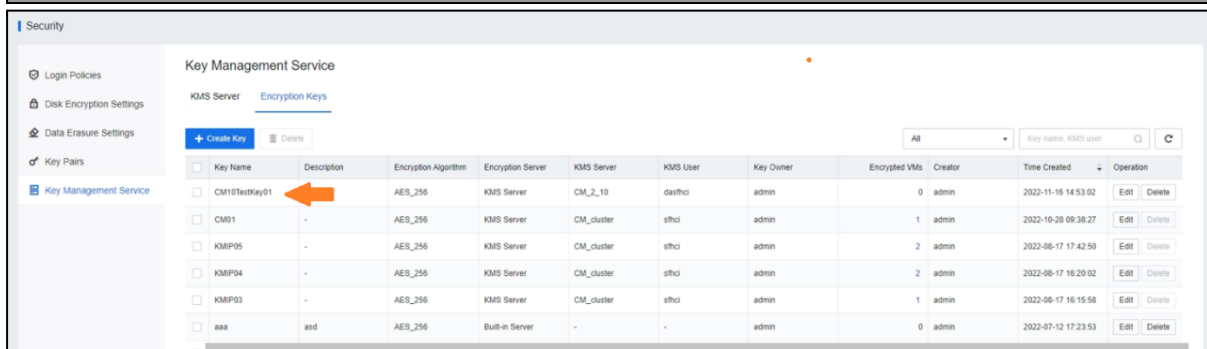 Security
Login Policies
Disk Encryption Settings
Data Erasure Settings
Key Pairs
Key Management Service
Key Management Service
KMS Server Encryption Keys
+ Create Key Delete All Key name, KMS user
Key Name Description Encryption Algorithm Encryption Server KMS Server KMS User Key Owner Encrypted VMs Creator Time Created Operation
CM10TestKey01 AES_256 KMS Server CM_2_10 dasfhci admin 0 admin 2022-11-16 14:53:02 Edit Delete
CM01 - AES_256 KMS Server CM_cluster sfhci admin 1 admin 2022-10-28 09:38:27 Edit Delete
KMIP05 - AES_256 KMS Server CM_cluster sfhci admin 2 admin 2022-08-17 17:42:50 Edit Delete
KMIP04 - AES_256 KMS Server CM_cluster sfhci admin 2 admin 2022-08-17 16:20:02 Edit Delete
KMIP03 - AES_256 KMS Server CM_cluster sfhci admin 1 admin 2022-08-17 16:15:58 Edit Delete
aaa asd AES_256 Built-in Server - - admin 0 admin 2022-07-12 17:23:53 Edit Delete